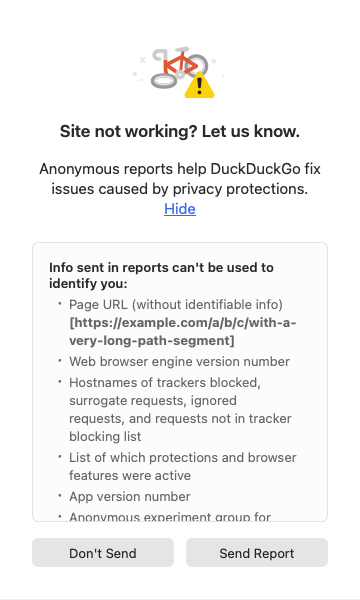 Site not working? Let us know.
Anonymous reports help DuckDuckGo fix
issues caused by privacy protections.
Hide
Info sent in reports can't be used to
identify you:
• Page URL (without identifiable info)
[https://example.com/a/b/c/with-a-
very-long-path-segment]
• Web browser engine version number
• Hostnames of trackers blocked,
surrogate requests, ignored
requests, and requests not in tracker
blocking list
• List of which protections and browser
features were active
• App version number
• Anonymous experiment group for
Don't Send
Send Report